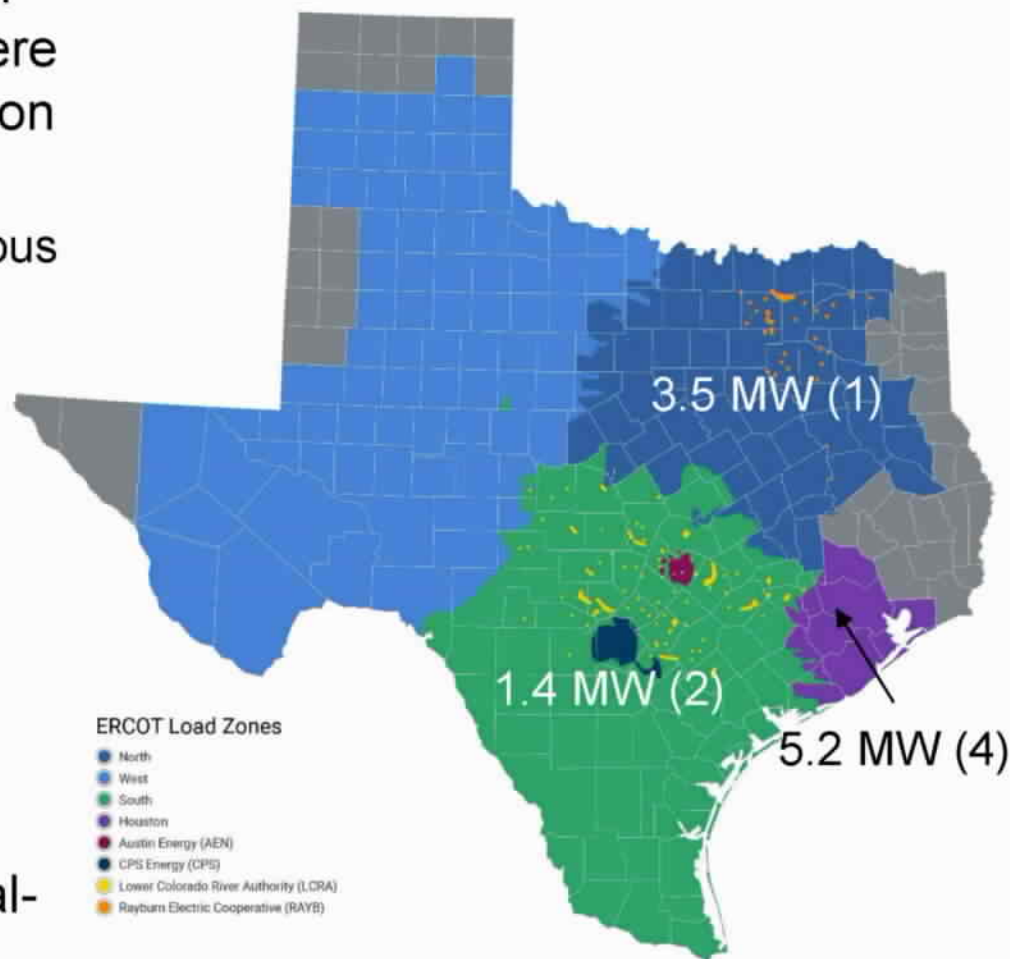 ere
on
ous
3.5 MW (1)
1.4 MW (2)
5.2 MW (4)
ERCOT Load Zones
North
West
South
Houston
Austin Energy (AEN)
CPS Energy (CPS)
Lower Colorado River Authority (LCRA)
Rayburn Electric Cooperative (RAYB)
al-